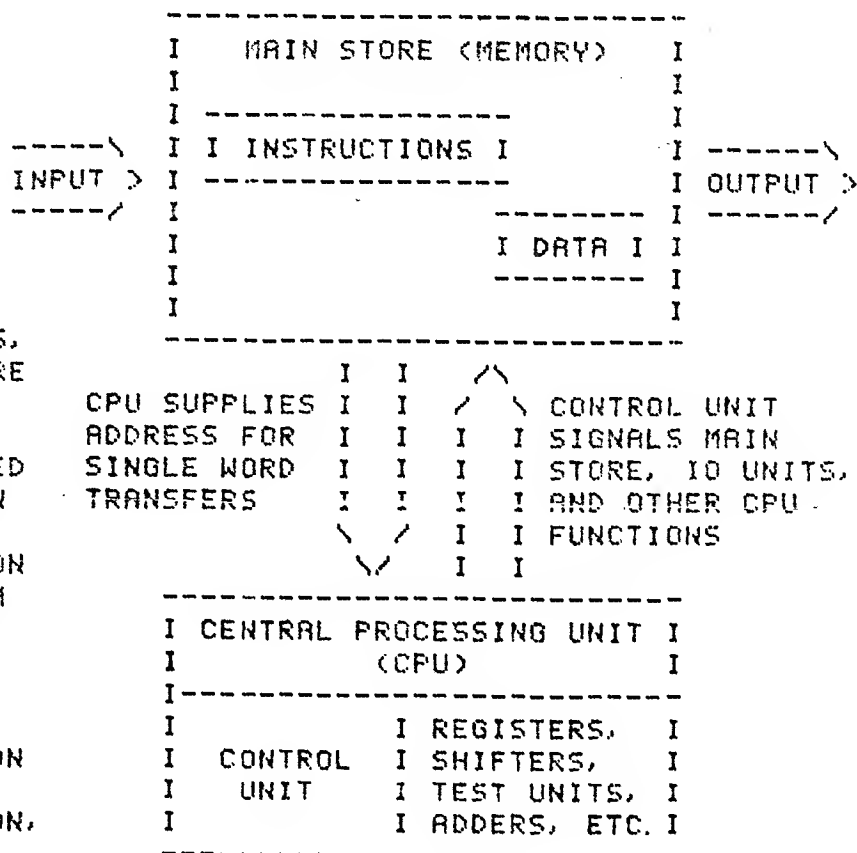 MAIN STORE (MEMORY)
INSTRUCTIONS
INPUT
OUTPUT
DATA
CPU SUPPLIES
ADDRESS FOR
SINGLE WORD
TRANSFERS
CONTROL UNIT
SIGNALS MAIN
STORE, IO UNITS,
AND OTHER CPU
FUNCTIONS
CENTRAL PROCESSING UNIT
(CPU)
CONTROL
UNIT
REGISTERS,
SHIFTERS,
TEST UNITS,
ADDERS, ETC.